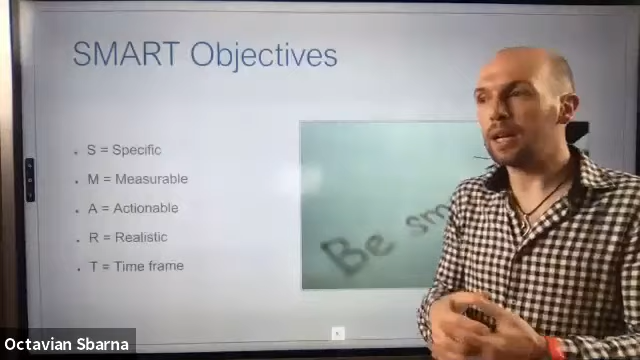 SMART Objectives
. S = Specific
. M = Measurable
. A = Actionable
. R = Realistic
. T = Time frame
Be
Octavian Sbarna